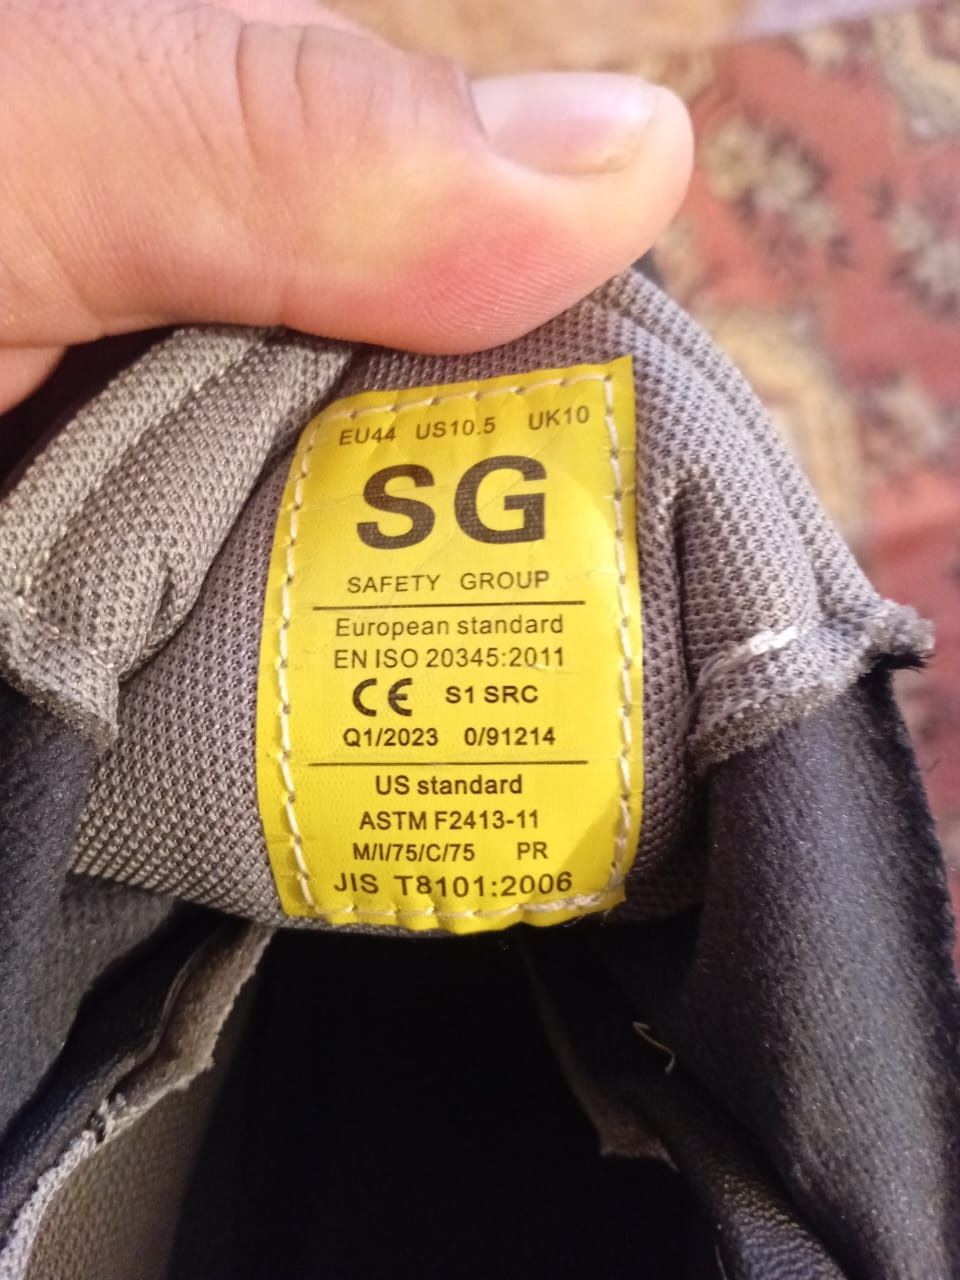 EU44 US10.5 UK10
SG
SAFETY GROUP
European standard
EN ISO 20345:2011
CE S1 SRC
Q1/2023 0/91214
US standard
ASTM F2413-11
M/I/75/C/75 PR
JIS T8101:2006